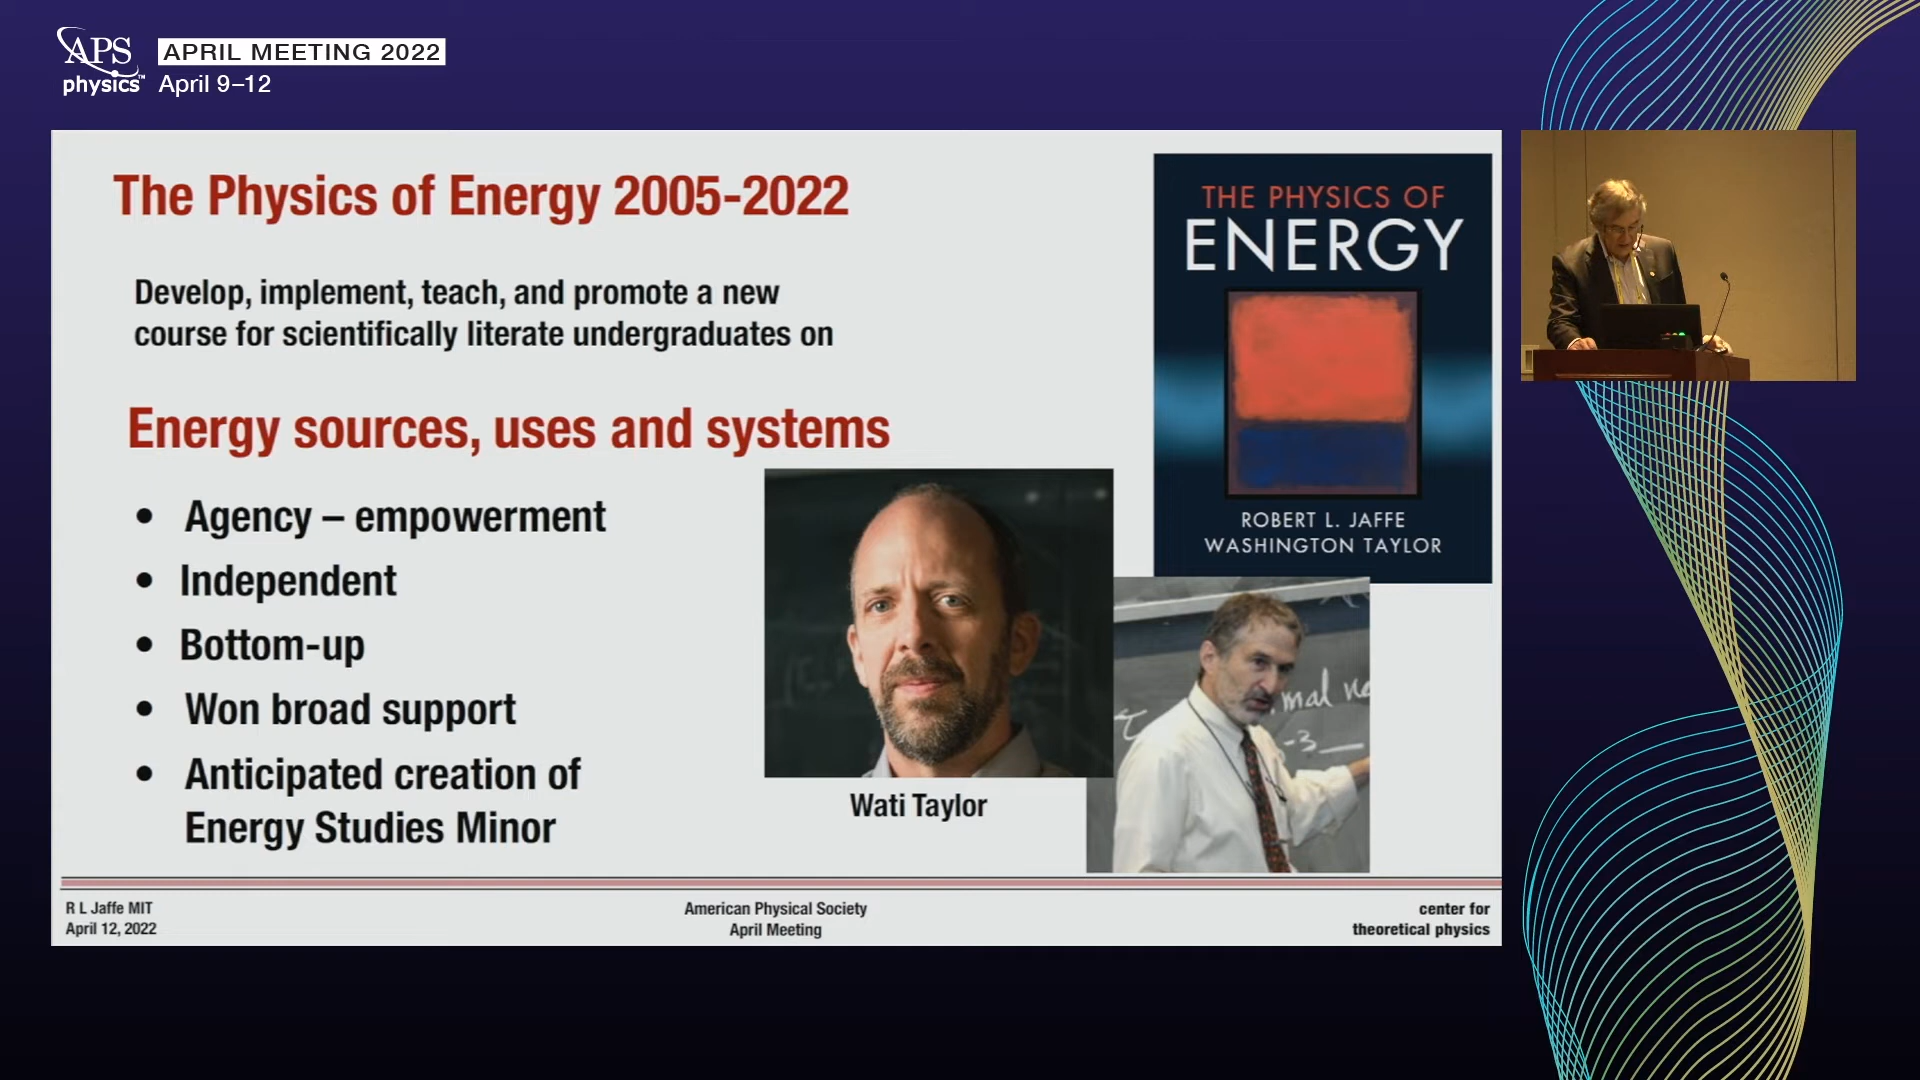 APS
physics™
APRIL MEETING 2022
April 9–12
The Physics of Energy 2005-2022
Develop, implement, teach, and promote a new
course for scientifically literate undergraduates on
Energy sources, uses and systems
• Agency – empowerment
• Independent
• Bottom-up
• Won broad support
• Anticipated creation of
Energy Studies Minor
THE PHYSICS OF
ENERGY
ROBERT L. JAFFE
WASHINGTON TAYLOR
mal
-3
Wati Taylor
R L Jaffe MIT
April 12, 2022
American Physical Society
April Meeting
center for
theoretical physics